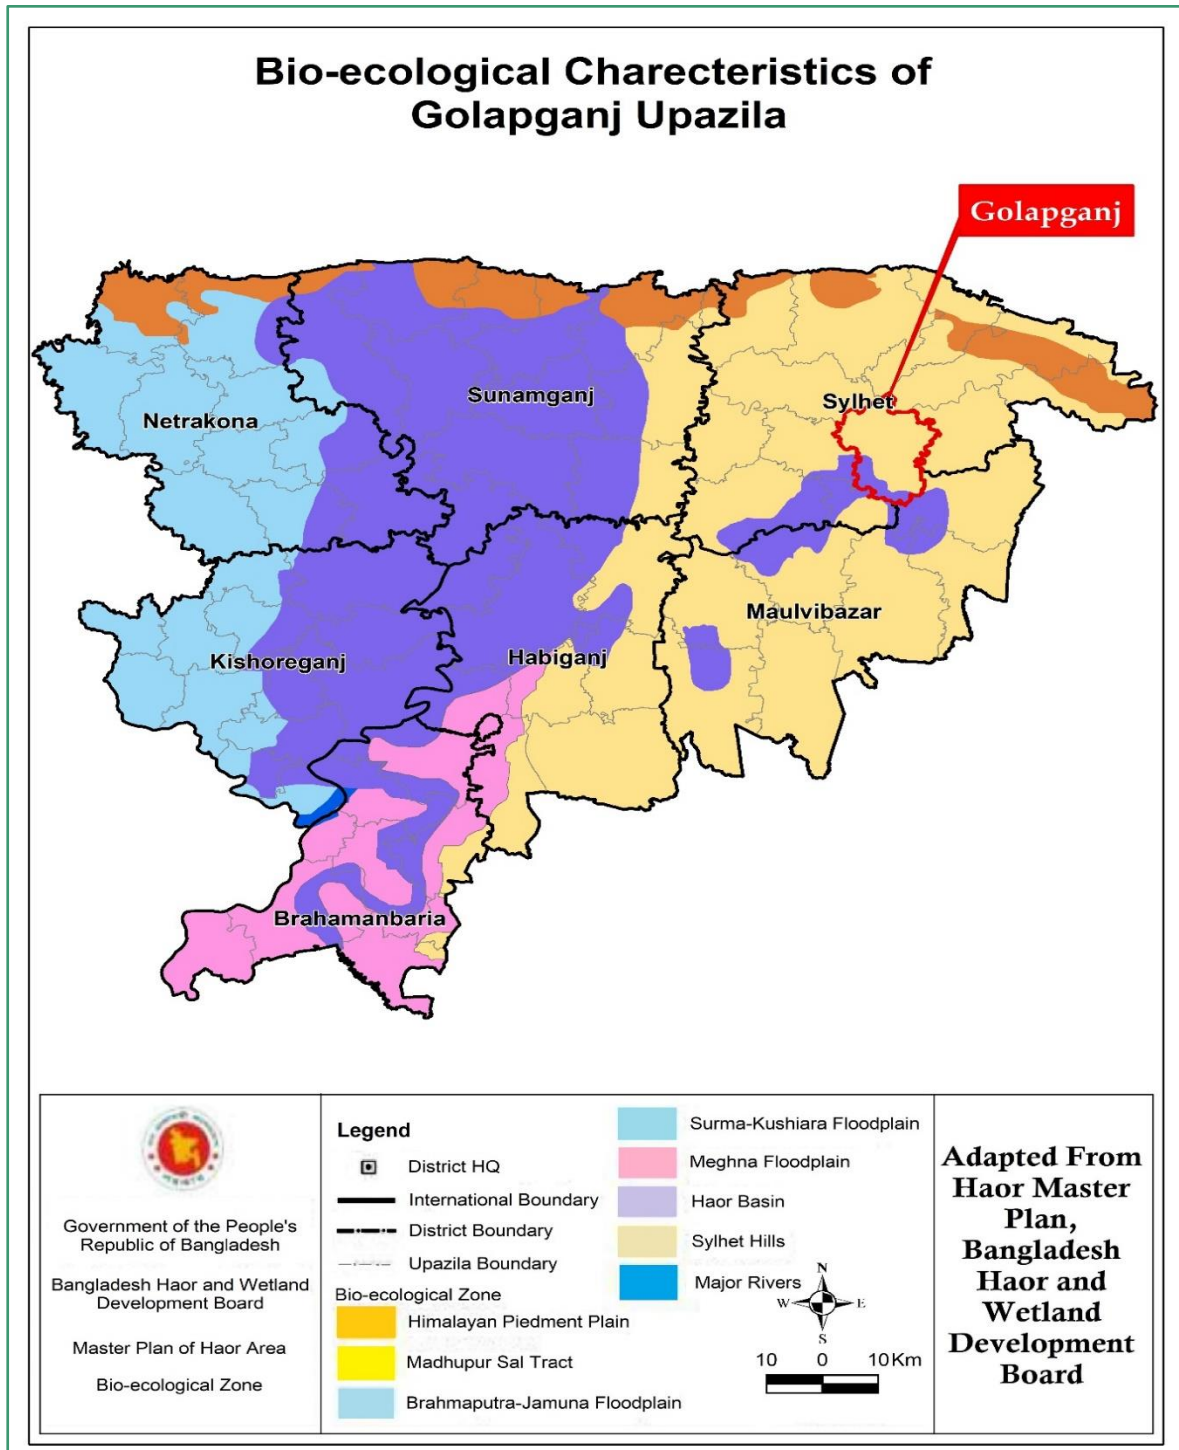 Bio-ecological Charecteristics of
Golapganj Upazila
Golapganj
Sunamganj
Sylhet
Netrakona
Maulvibazar
Habiganj
Kishoreganj
Brahamanbaria
Government of the People's
Republic of Bangladesh
Bangladesh Haor and Wetland
Development Board
Master Plan of Haor Area
Bio-ecological Zone
Legend
District HQ
International Boundary
District Boundary
Upazila Boundary
Bio-ecological Zone
Himalayan Piedment Plain
Madhupur Sal Tract
Brahmaputra-Jamuna Floodplain
Surma-Kushiara Floodplain
Meghna Floodplain
Haor Basin
Sylhet Hills
Major Rivers
N
W E
S
10 0 10 Km
Adapted From
Haor Master
Plan,
Bangladesh
Haor and
Wetland
Development
Board